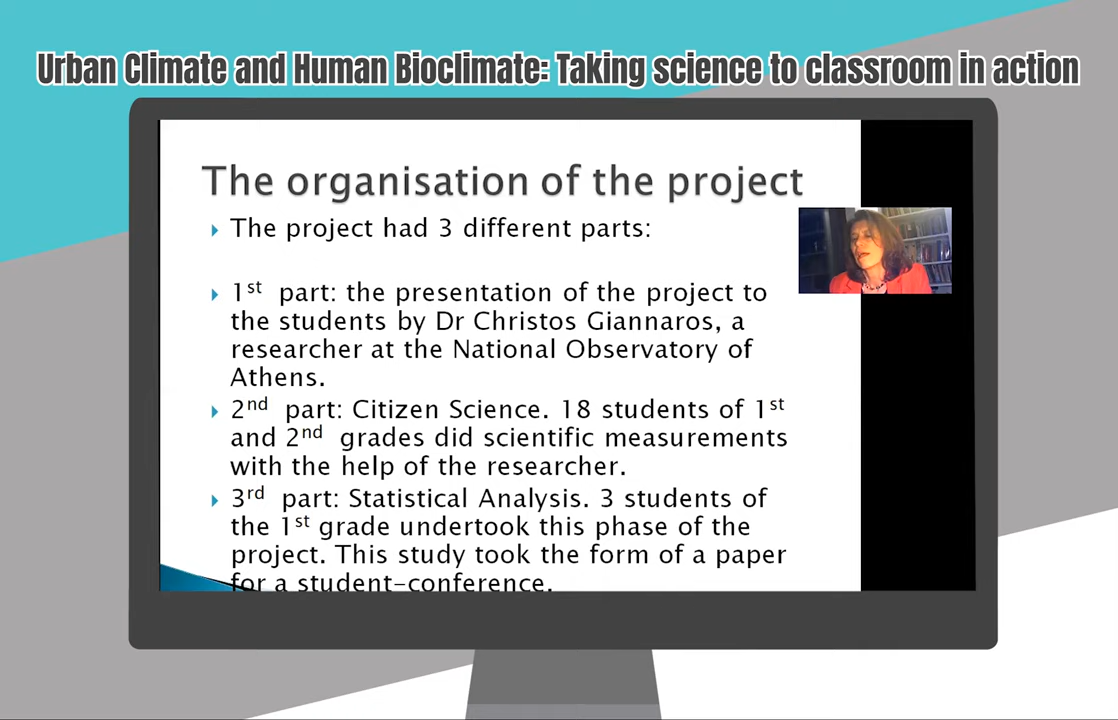 Urban Climate and Human Bioclimate: Taking science to classroom in action
The organisation of the project
The project had 3 different parts:
1st part: the presentation of the project to
the students by Dr Christos Giannaros, a
researcher at the National Observatory of
Athens.
2nd part: Citizen Science. 18 students of 1st
and 2nd grades did scientific measurements
with the help of the researcher.
3rd part: Statistical Analysis. 3 students of
the 1st grade undertook this phase of the
project. This study took the form of a paper
for a student-conference.